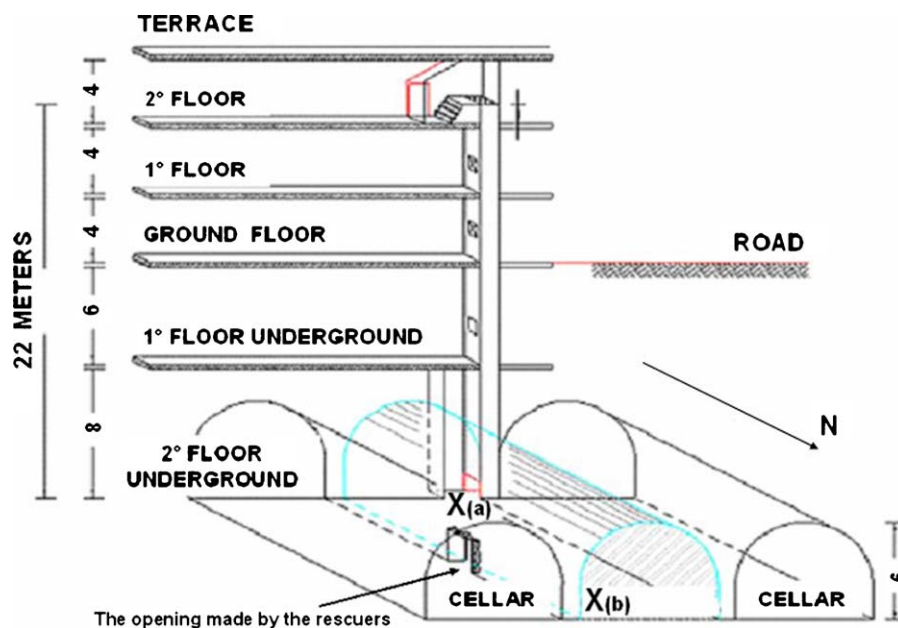 TERRACE
4
2° FLOOR
4
1° FLOOR
4
GROUND FLOOR
ROAD
22 METERS
6
1° FLOOR UNDERGROUND
8
N
2° FLOOR
UNDERGROUND
X(a)
CELLAR
X(b)
CELLAR
6
The opening made by the rescuers